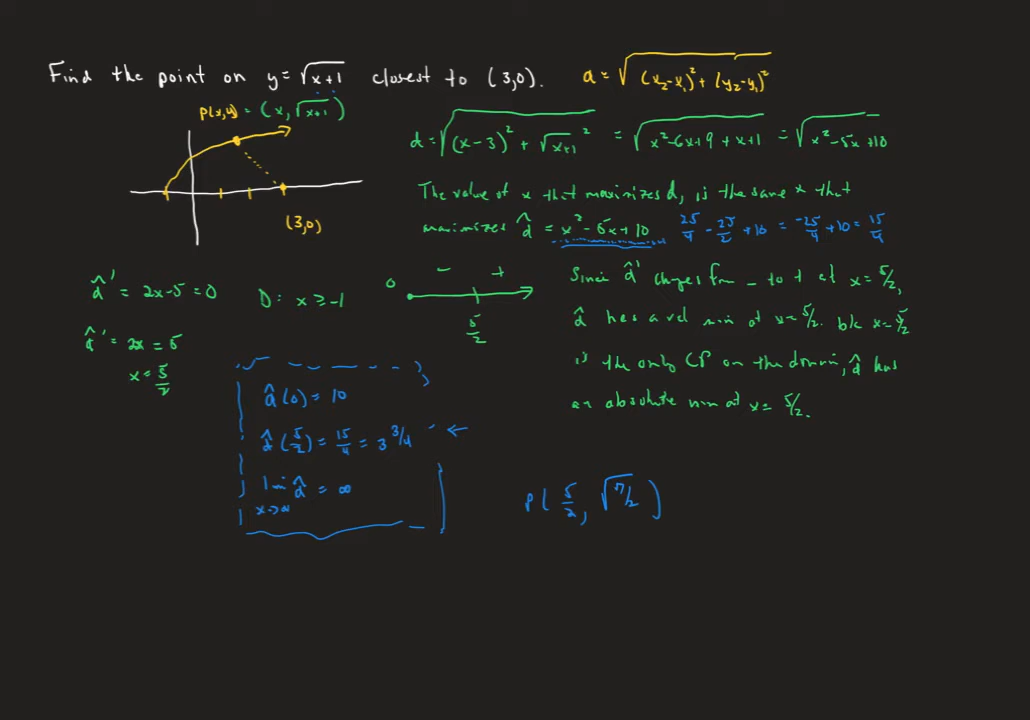 Find the point on y = √(x+1) closest to (3,0). d = √((x₂-x₁)² + (y₂-y₁)²)
P(x,y) = (x, √(x+1))
d = √((x-3)² + √(x+1)²) = √(x²-6x+9+x+1) = √(x²-5x+10)
The value of x that maximizes d, is the same x that
maximizes d̂ = x²-5x+10 25/4 - 25/2 + 10 = -25/4 + 10 = 15/4
(3,0)
d̂' = 2x-5 = 0
D: x ≥ -1
0 - +
5/2
d̂' = 2x = 5
x = 5/2
Since d̂' changes from - to + at x = 5/2,
d̂ has a rel min at x = 5/2. b/c x = 5/2
is the only CP on the domain, d̂ has
an absolute min at x = 5/2.
d̂(0) = 10
d̂(5/2) = 15/4 = 3 3/4 ←
lim d̂ = ∞
x→∞
P(5/2, √(7/2))